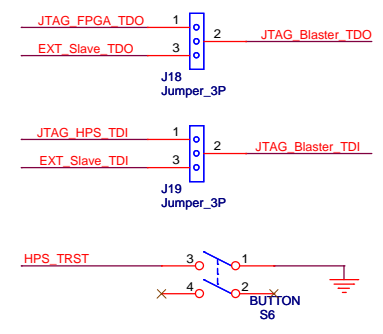 JTAG_FPGA_TDO 1
2 JTAG_Blaster_TDO
EXT_Slave_TDO 3
J18
Jumper_3P
JTAG_HPS_TDI 1
2 JTAG_Blaster_TDI
EXT_Slave_TDI 3
J19
Jumper_3P
HPS_TRST 3 1
4 2
BUTTON
S6